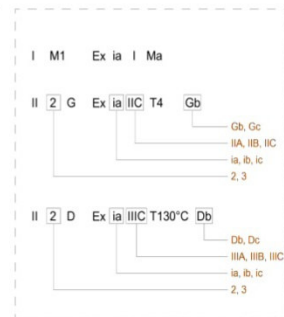 I M1 Ex ia I Ma
II 2 G Ex ia IIC T4 Gb
Gb, Gc
IIA, IIB, IIC
ia, ib, ic
2, 3
II 2 D Ex ia IIIC T130°C Db
Db, Dc
IIIA, IIIB, IIIC
ia, ib, ic
2, 3